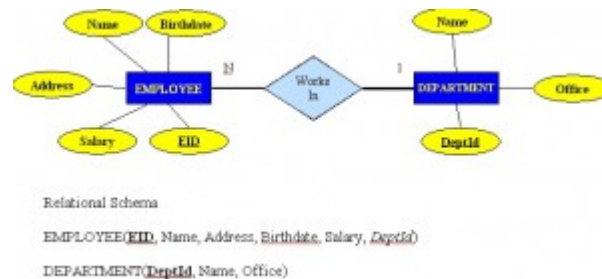 Name Birthdate Name
N 1
Address EMPLOYEE Works In DEPARTMENT Office
Salary EID DeptId
Relational Schema
EMPLOYEE(EID, Name, Address, Birthdate, Salary, DeptId)
DEPARTMENT(DeptId, Name, Office)